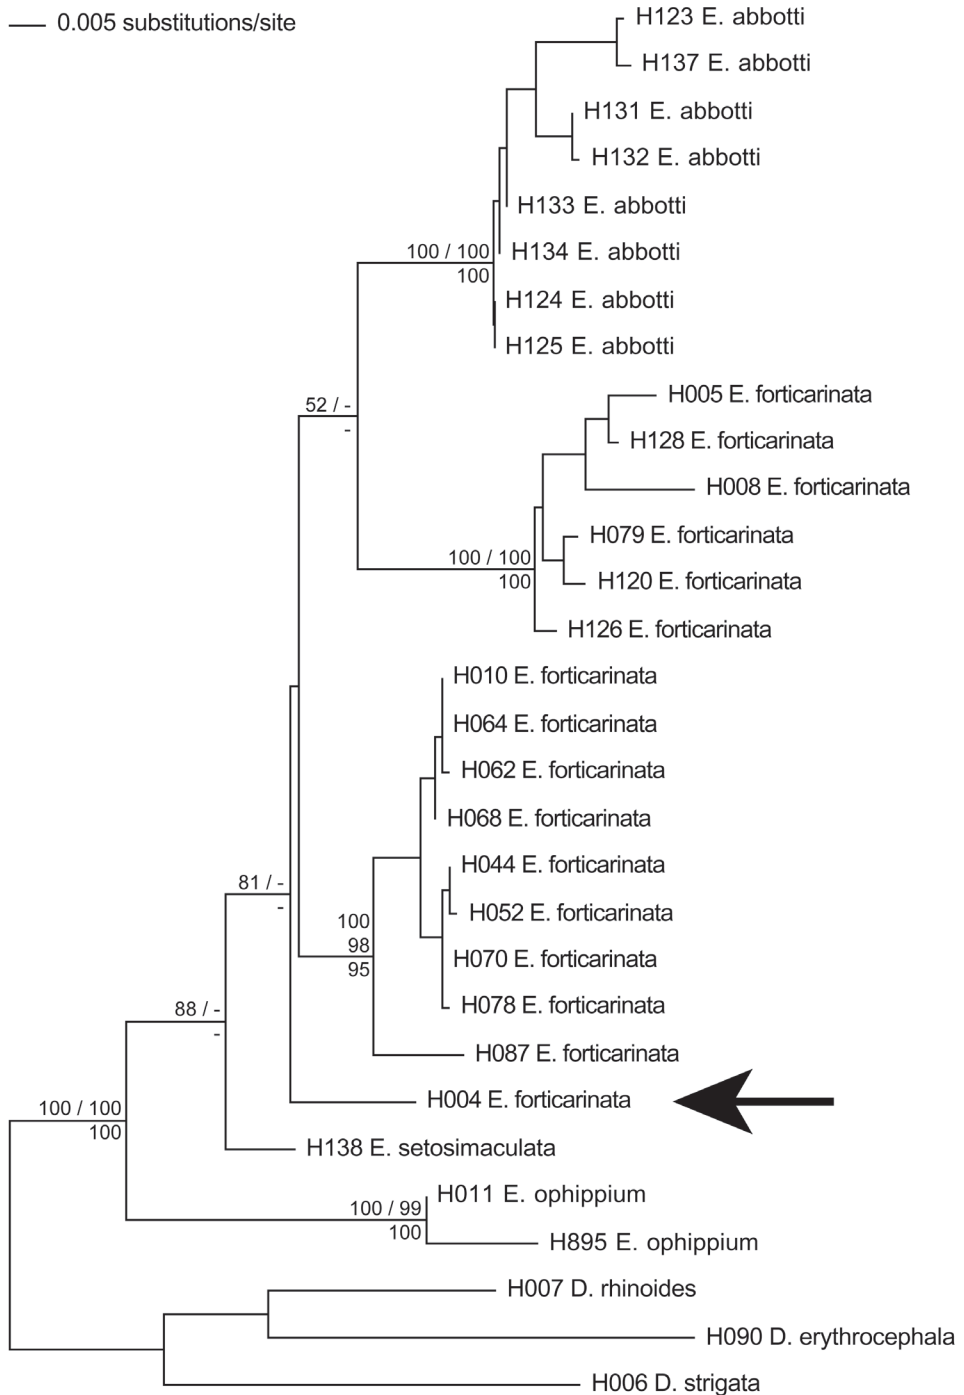 0.005 substitutions/site
H123 E. abbotti
H137 E. abbotti
H131 E. abbotti
H132 E. abbotti
H133 E. abbotti
100 / 100
H134 E. abbotti
100
H124 E. abbotti
H125 E. abbotti
H005 E. forticarinata
52 / -
-
H128 E. forticarinata
H008 E. forticarinata
H079 E. forticarinata
100 / 100
100
H120 E. forticarinata
H126 E. forticarinata
H010 E. forticarinata
H064 E. forticarinata
H062 E. forticarinata
H068 E. forticarinata
H044 E. forticarinata
81 / -
-
H052 E. forticarinata
100
98
95
H070 E. forticarinata
H078 E. forticarinata
88 / -
-
H087 E. forticarinata
H004 E. forticarinata
100 / 100
100
H138 E. setosimaculata
H011 E. ophippium
100 / 99
100
H895 E. ophippium
H007 D. rhinoides
H090 D. erythrocephala
H006 D. strigata